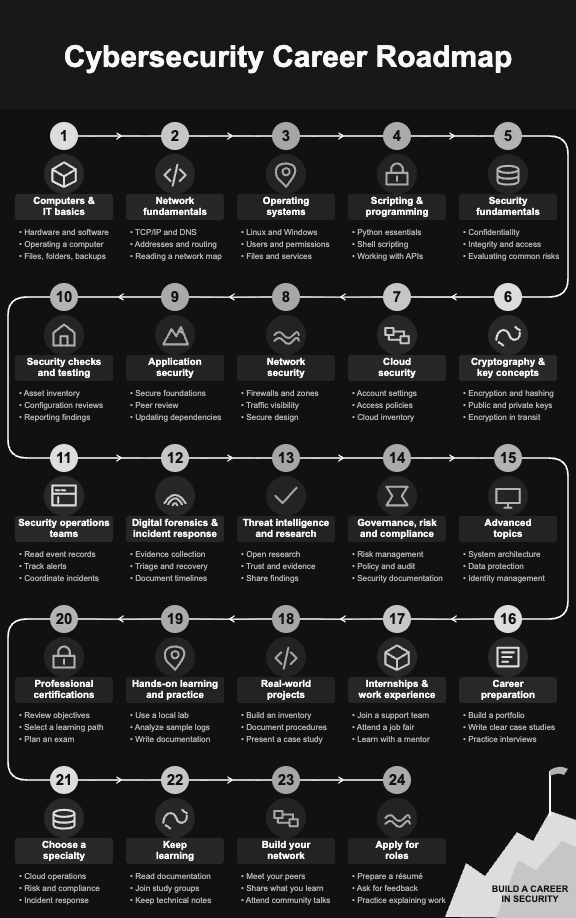 Cybersecurity Career Roadmap
1
2
3
4
5
Computers &
IT basics
• Hardware and software
• Operating a computer
• Files, folders, backups
Network
fundamentals
• TCP/IP and DNS
• Addresses and routing
• Reading a network map
Operating
systems
• Linux and Windows
• Users and permissions
• Files and services
Scripting &
programming
• Python essentials
• Shell scripting
• Working with APIs
Security
fundamentals
• Confidentiality
• Integrity and access
• Evaluating common risks
6
Cryptography &
key concepts
• Encryption and hashing
• Public and private keys
• Encryption in transit
7
Cloud
security
• Account settings
• Access policies
• Cloud inventory
8
Network
security
• Firewalls and zones
• Traffic visibility
• Secure design
9
Application
security
• Secure foundations
• Peer review
• Updating dependencies
10
Security checks
and testing
• Asset inventory
• Configuration reviews
• Reporting findings
11
Security operations
teams
• Read event records
• Track alerts
• Coordinate incidents
12
Digital forensics &
incident response
• Evidence collection
• Triage and recovery
• Document timelines
13
Threat intelligence
and research
• Open research
• Trust and evidence
• Share findings
14
Governance, risk
and compliance
• Risk management
• Policy and audit
• Security documentation
15
Advanced
topics
• System architecture
• Data protection
• Identity management
16
Career
preparation
• Build a portfolio
• Write clear case studies
• Practice interviews
17
Internships &
work experience
• Join a support team
• Attend a job fair
• Learn with a mentor
18
Real-world
projects
• Build an inventory
• Document procedures
• Present a case study
19
Hands-on learning
and practice
• Use a local lab
• Analyze sample logs
• Write documentation
20
Professional
certifications
• Review objectives
• Select a learning path
• Plan an exam
21
Choose a
specialty
• Cloud operations
• Risk and compliance
• Incident response
22
Keep
learning
• Read documentation
• Join study groups
• Keep technical notes
23
Build your
network
• Meet your peers
• Share what you learn
• Attend community talks
24
Apply for
roles
• Prepare a résumé
• Ask for feedback
• Practice explaining work
BUILD A CAREER
IN SECURITY